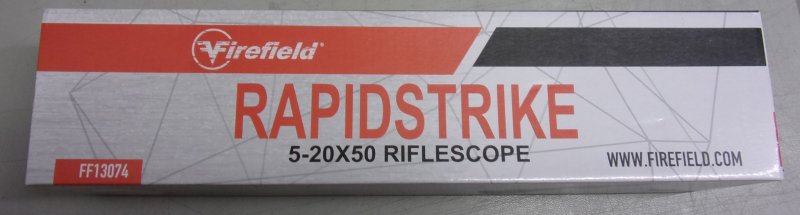 Firefield®
RAPIDSTRIKE
5-20X50 RIFLESCOPE
FF13074
WWW.FIREFIELD.COM